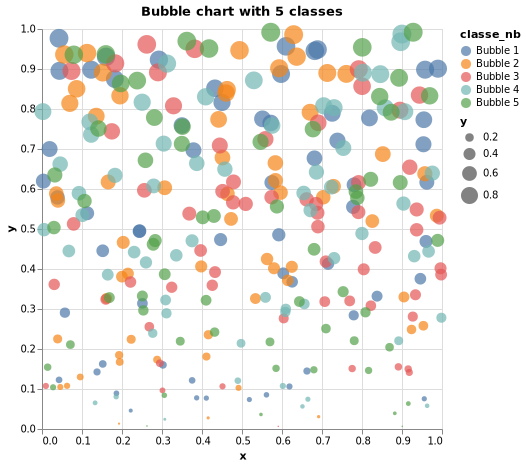 Bubble chart with 5 classes
1.0
0.9
0.8
0.7
0.6
0.5
0.4
0.3
0.2
0.1
0.0
y
0.0 0.1 0.2 0.3 0.4 0.5 0.6 0.7 0.8 0.9 1.0
x
classe_nb
Bubble 1
Bubble 2
Bubble 3
Bubble 4
Bubble 5
y
0.2
0.4
0.6
0.8